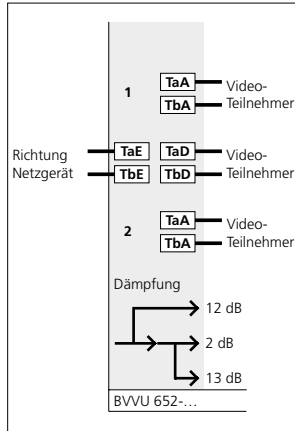 1
TaA
TbA
Video-
Teilnehmer
Richtung
Netzgerät
TaE
TbE
TaD
TbD
Video-
Teilnehmer
2
TaA
TbA
Video-
Teilnehmer
Dämpfung
12 dB
2 dB
13 dB
BVVU 652-...